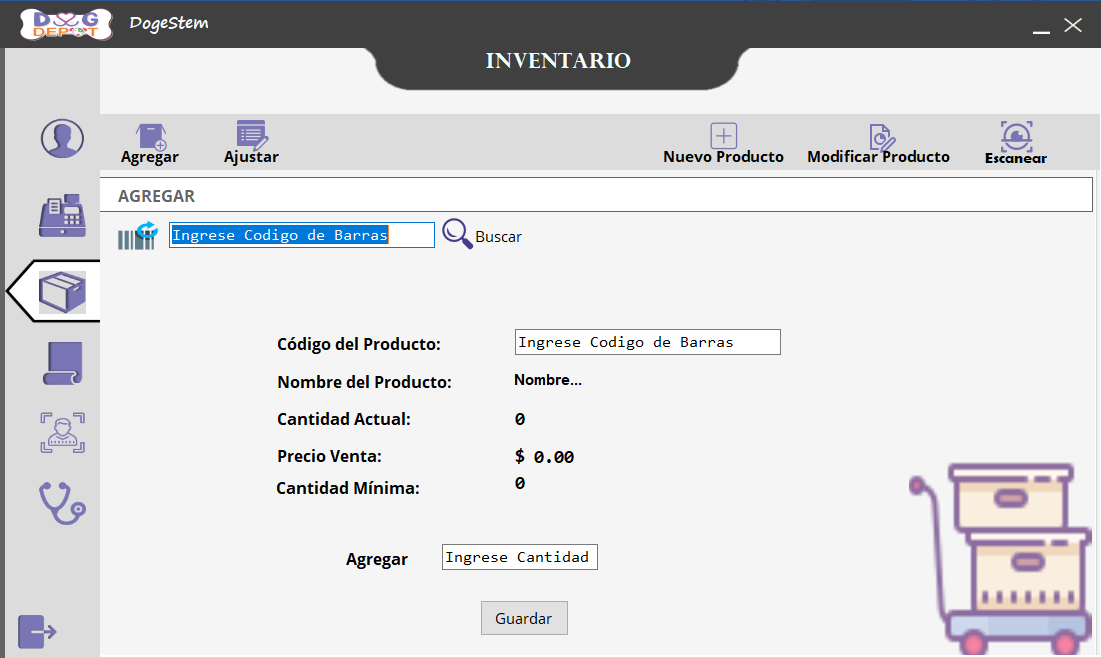 DOG DEPOT
DogeStem
INVENTARIO
Agregar
Ajustar
Nuevo Producto
Modificar Producto
Escanear
AGREGAR
Ingrese Codigo de Barras
Buscar
Código del Producto:
Ingrese Codigo de Barras
Nombre del Producto:
Nombre...
Cantidad Actual:
0
Precio Venta:
$ 0.00
Cantidad Mínima:
0
Agregar
Ingrese Cantidad
Guardar